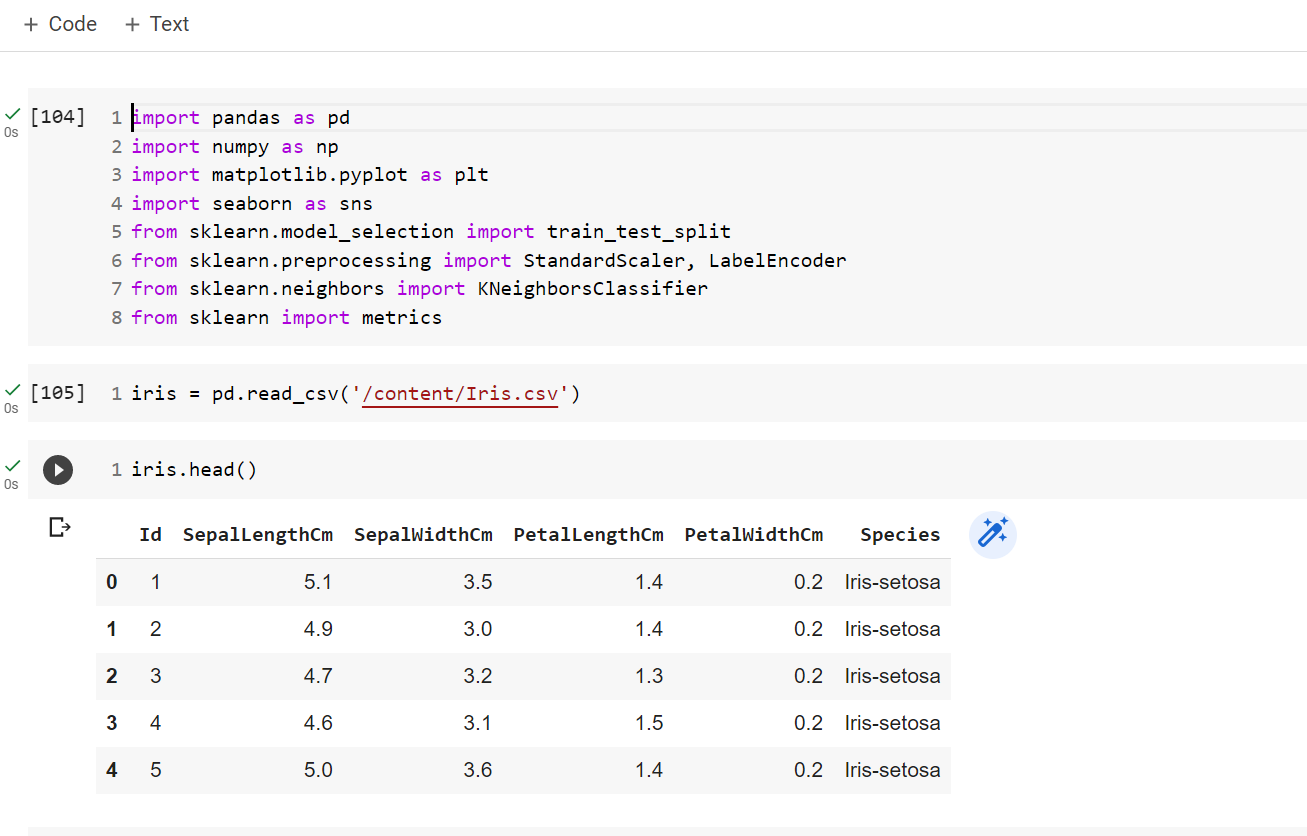 + Code + Text
[104] 1 import pandas as pd
0s 2 import numpy as np
3 import matplotlib.pyplot as plt
4 import seaborn as sns
5 from sklearn.model_selection import train_test_split
6 from sklearn.preprocessing import StandardScaler, LabelEncoder
7 from sklearn.neighbors import KNeighborsClassifier
8 from sklearn import metrics
[105] 1 iris = pd.read_csv('/content/Iris.csv')
0s
1 iris.head()
0s
Id SepalLengthCm SepalWidthCm PetalLengthCm PetalWidthCm Species
0 1 5.1 3.5 1.4 0.2 Iris-setosa
1 2 4.9 3.0 1.4 0.2 Iris-setosa
2 3 4.7 3.2 1.3 0.2 Iris-setosa
3 4 4.6 3.1 1.5 0.2 Iris-setosa
4 5 5.0 3.6 1.4 0.2 Iris-setosa